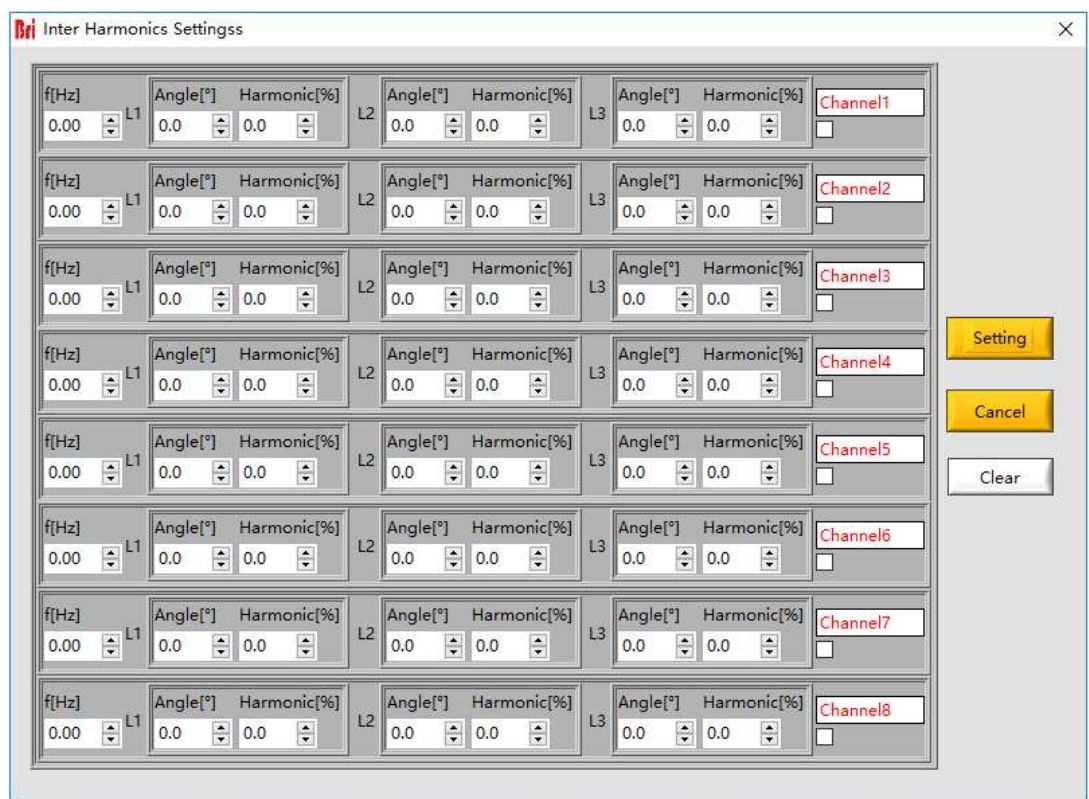 Bri Inter Harmonics Settingss
f[Hz] Angle[°] Harmonic[%] Angle[°] Harmonic[%] Angle[°] Harmonic[%] Channel1
0.00 L1 0.0 0.0 L2 0.0 0.0 L3 0.0 0.0
f[Hz] Angle[°] Harmonic[%] Angle[°] Harmonic[%] Angle[°] Harmonic[%] Channel2
0.00 L1 0.0 0.0 L2 0.0 0.0 L3 0.0 0.0
f[Hz] Angle[°] Harmonic[%] Angle[°] Harmonic[%] Angle[°] Harmonic[%] Channel3
0.00 L1 0.0 0.0 L2 0.0 0.0 L3 0.0 0.0
f[Hz] Angle[°] Harmonic[%] Angle[°] Harmonic[%] Angle[°] Harmonic[%] Channel4
0.00 L1 0.0 0.0 L2 0.0 0.0 L3 0.0 0.0
f[Hz] Angle[°] Harmonic[%] Angle[°] Harmonic[%] Angle[°] Harmonic[%] Channel5
0.00 L1 0.0 0.0 L2 0.0 0.0 L3 0.0 0.0
f[Hz] Angle[°] Harmonic[%] Angle[°] Harmonic[%] Angle[°] Harmonic[%] Channel6
0.00 L1 0.0 0.0 L2 0.0 0.0 L3 0.0 0.0
f[Hz] Angle[°] Harmonic[%] Angle[°] Harmonic[%] Angle[°] Harmonic[%] Channel7
0.00 L1 0.0 0.0 L2 0.0 0.0 L3 0.0 0.0
f[Hz] Angle[°] Harmonic[%] Angle[°] Harmonic[%] Angle[°] Harmonic[%] Channel8
0.00 L1 0.0 0.0 L2 0.0 0.0 L3 0.0 0.0
Setting
Cancel
Clear